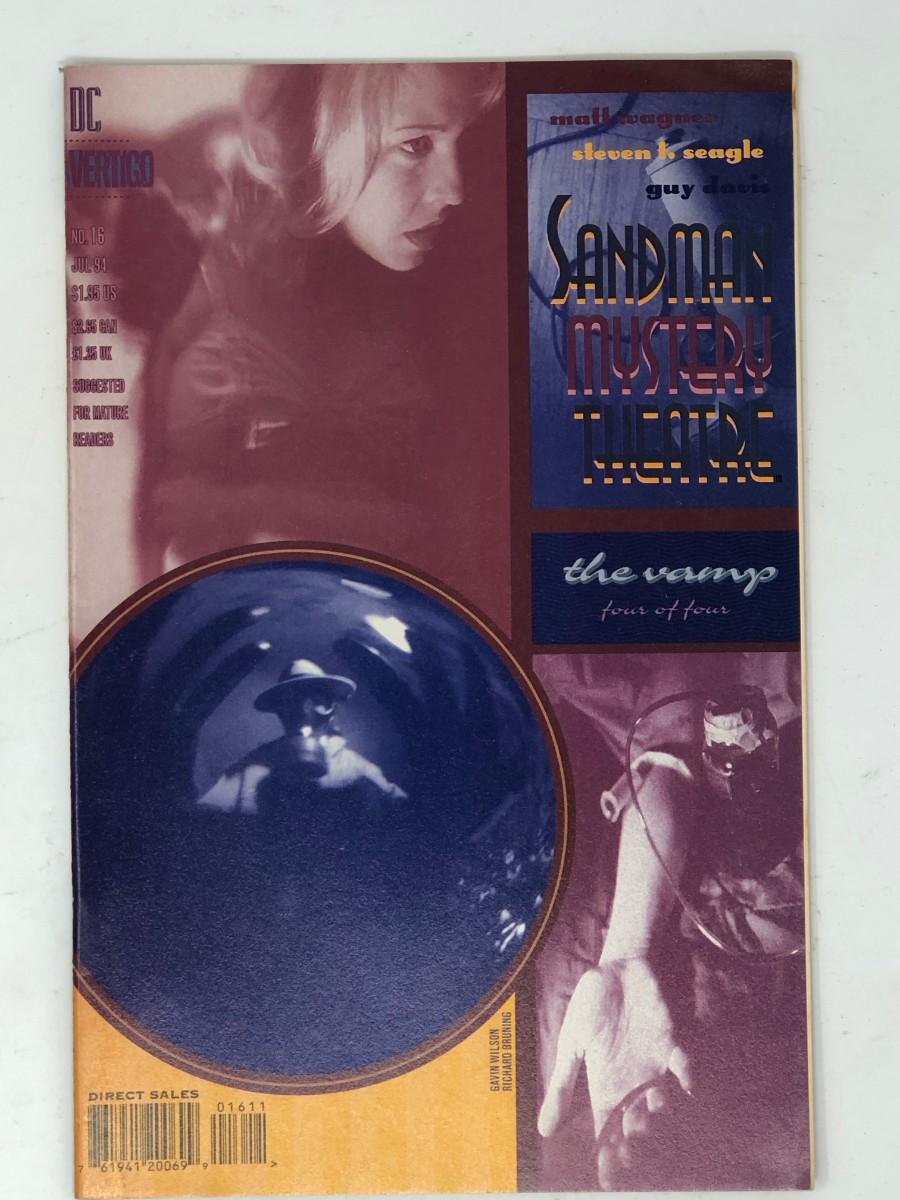 DC
VERTIGO
NO. 16
JUL 94
$1.95 US
$2.65 CAN
£1.25 UK
SUGGESTED
FOR MATURE
READERS
matt wagner
steven t. seagle
guy davis
SANDMAN
MYSTERY
THEATRE
the vamp
four of four
GAVIN WILSON
RICHARD BRUNING
DIRECT SALES
01611
7 61941 20069 9 >